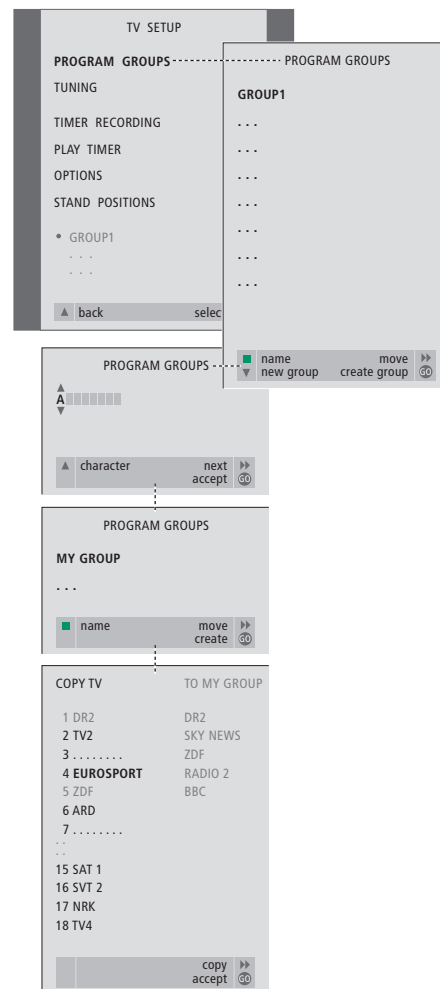 TV SETUP
PROGRAM GROUPS
TUNING
TIMER RECORDING
PLAY TIMER
OPTIONS
STAND POSITIONS
• GROUP1
. . .
. . .
▲ back selec
PROGRAM GROUPS
GROUP1
. . .
. . .
. . .
. . .
. . .
. . .
. . .
name move
new group create group GO
PROGRAM GROUPS
A
character next
accept GO
PROGRAM GROUPS
MY GROUP
. . .
name move
create GO
COPY TV TO MY GROUP
1 DR2 DR2
2 TV2 SKY NEWS
3 . . . . . . . . ZDF
4 EUROSPORT RADIO 2
5 ZDF BBC
6 ARD
7 . . . . . . . .
. .
. .
15 SAT 1
16 SVT 2
17 NRK
18 TV4
copy
accept GO